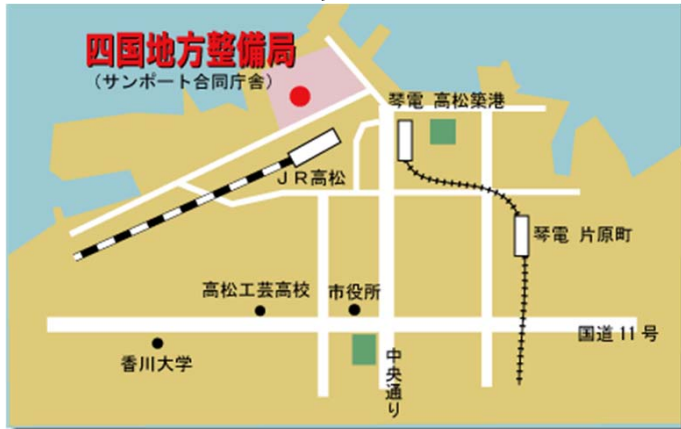 四国地方整備局
（サンポート合同庁舎）
琴電 高松築港
ＪＲ高松
琴電 片原町
高松工芸高校
市役所
国道11号
香川大学
中央通り